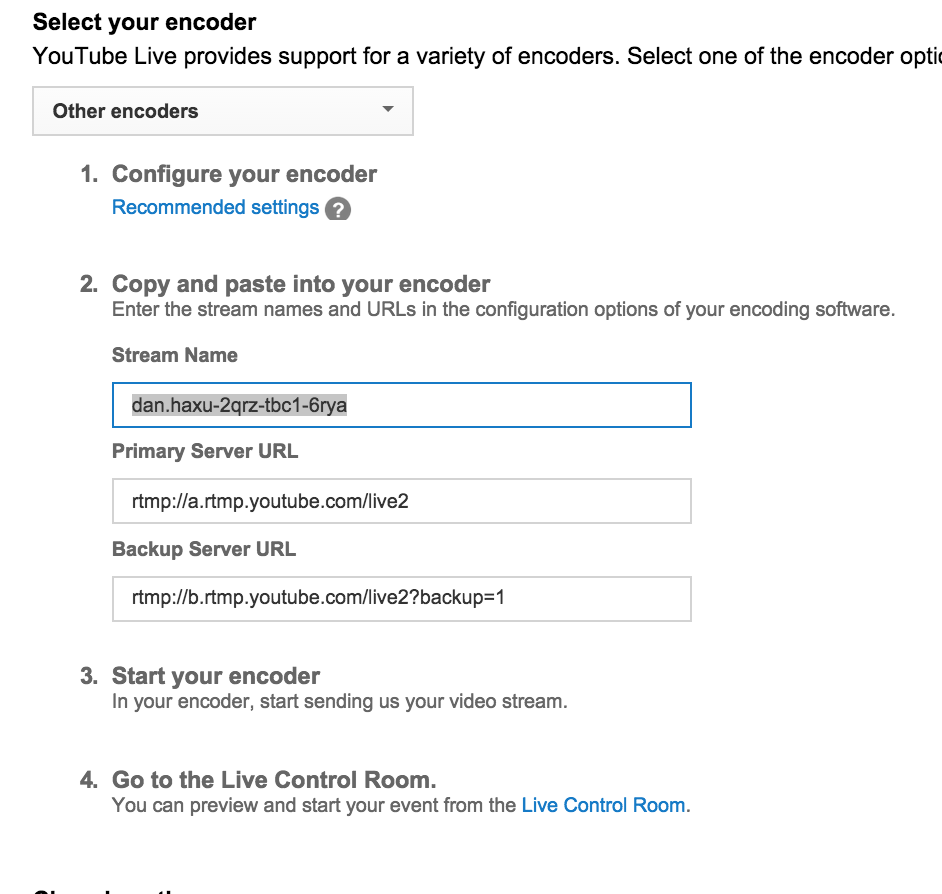 Select your encoder
YouTube Live provides support for a variety of encoders. Select one of the encoder
Other encoders
1. Configure your encoder
Recommended settings ?
2. Copy and paste into your encoder
Enter the stream names and URLs in the configuration options of your encoding software.
Stream Name
dan.haxu-2qrz-tbc1-6rya
Primary Server URL
rtmp://a.rtmp.youtube.com/live2
Backup Server URL
rtmp://b.rtmp.youtube.com/live2?backup=1
3. Start your encoder
In your encoder, start sending us your video stream.
4. Go to the Live Control Room.
You can preview and start your event from the Live Control Room.